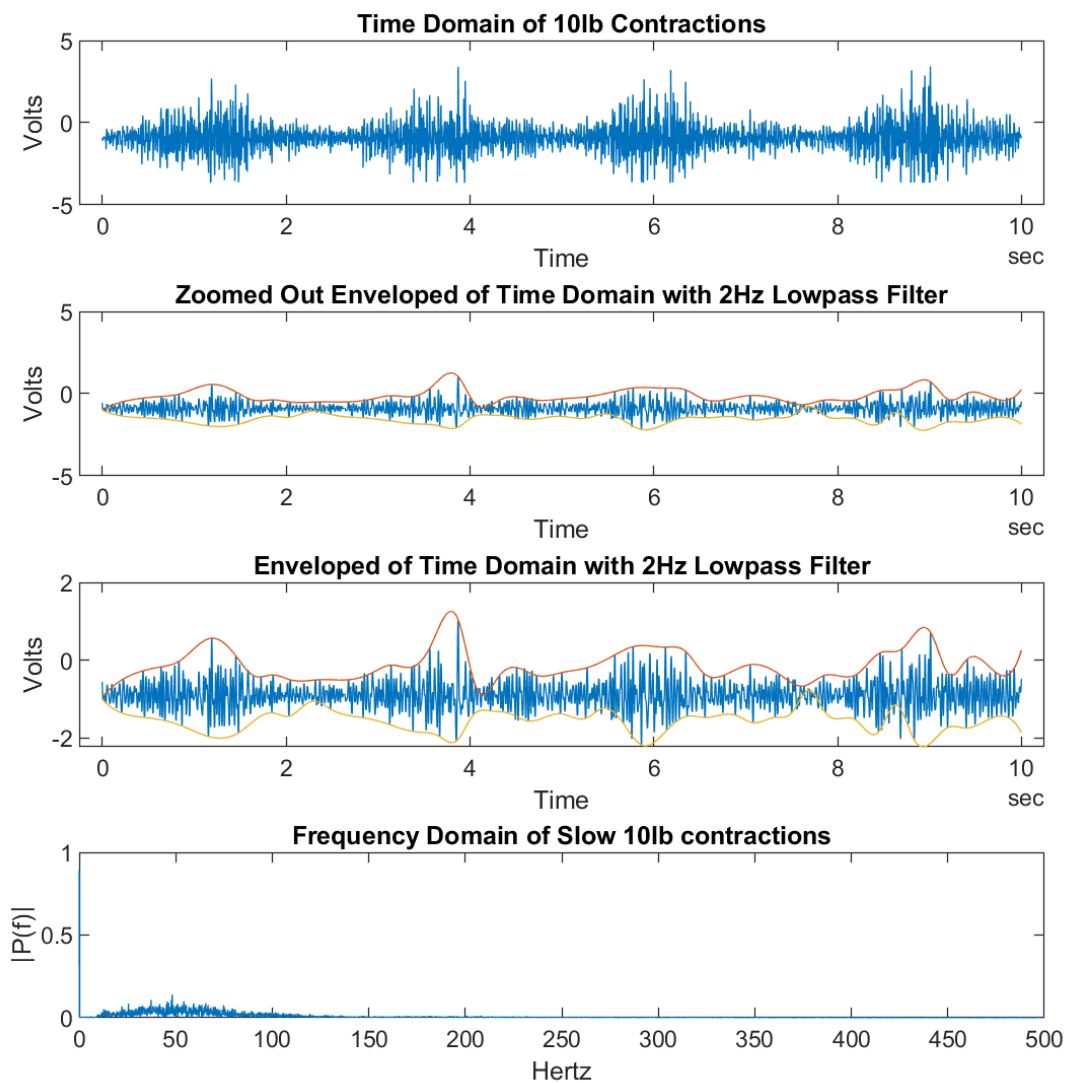 Time Domain of 10lb Contractions
5
0
-5
Volts
0 2 4 6 8 10
Time
sec
Zoomed Out Enveloped of Time Domain with 2Hz Lowpass Filter
5
0
-5
Volts
0 2 4 6 8 10
Time
sec
Enveloped of Time Domain with 2Hz Lowpass Filter
2
0
-2
Volts
0 2 4 6 8 10
Time
sec
Frequency Domain of Slow 10lb contractions
1
0.5
0
|P(f)|
0 50 100 150 200 250 300 350 400 450 500
Hertz